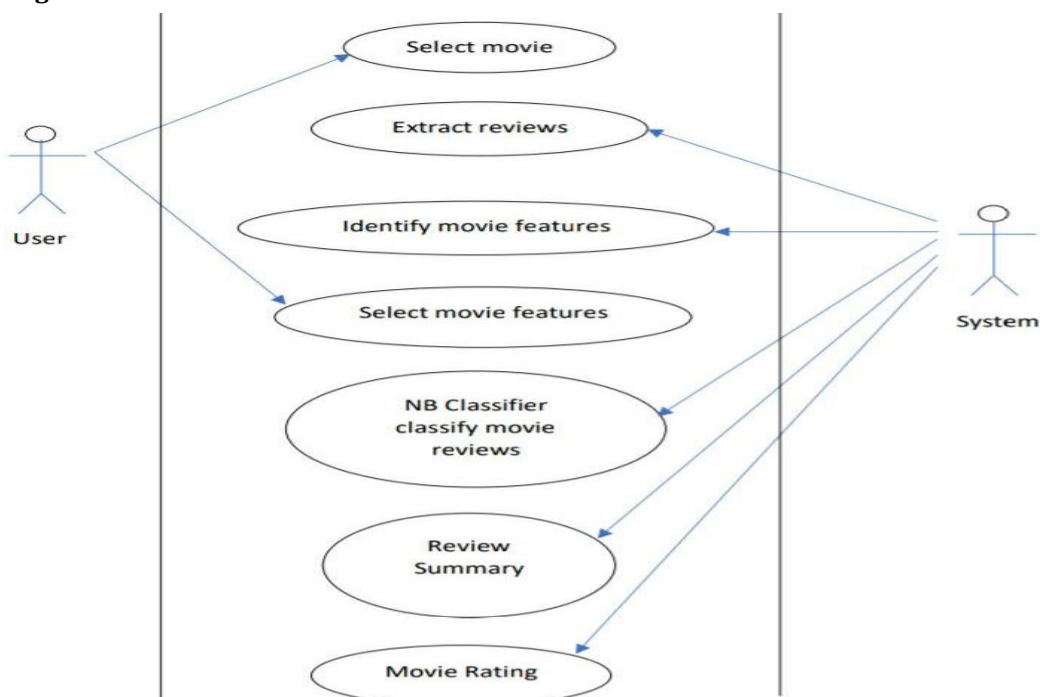 Select movie
Extract reviews
Identify movie features
User
Select movie features
System
NB Classifier
classify movie
reviews
Review
Summary
Movie Rating